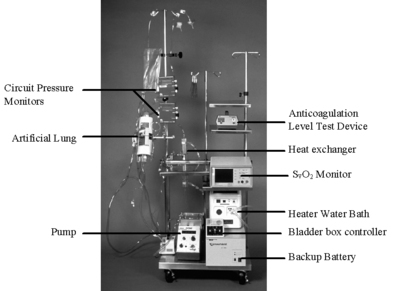 Circuit Pressure
Monitors
Artificial Lung
Pump
Anticoagulation
Level Test Device
Heat exchanger
SᵥO₂ Monitor
Heater Water Bath
Bladder box controller
Backup Battery